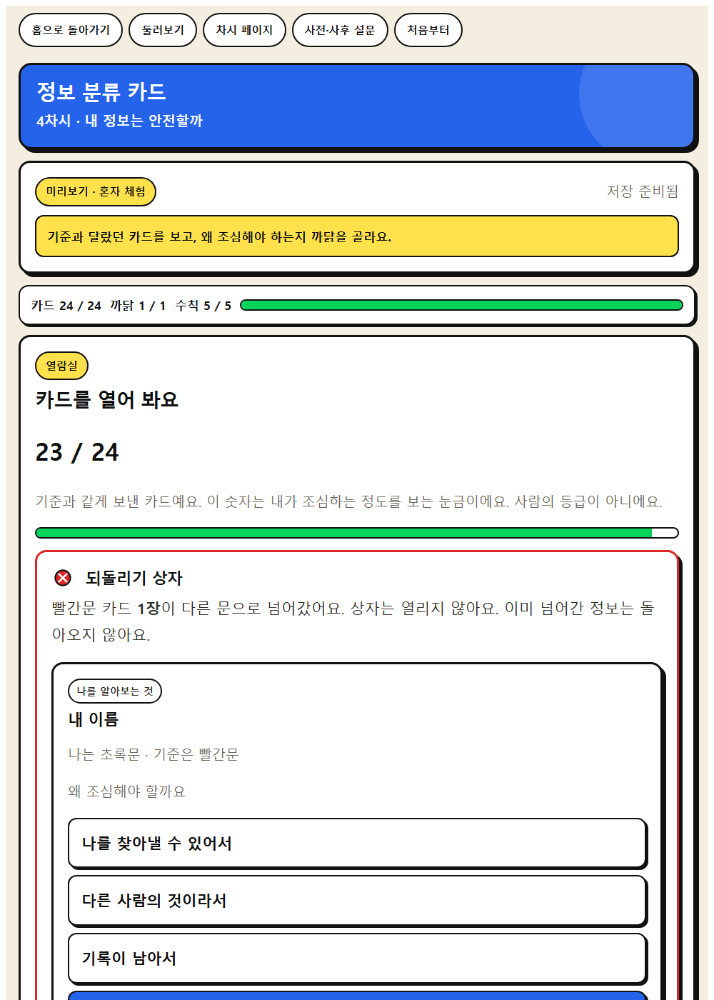 홈으로 돌아가기 둘러보기 차시 페이지 사전·사후 설문 처음부터
정보 분류 카드
4차시 · 내 정보는 안전할까
미리보기 · 혼자 체험 저장 준비됨
기준과 달랐던 카드를 보고, 왜 조심해야 하는지 까닭을 골라요.
카드 24 / 24 까닭 1 / 1 수칙 5 / 5
열람실
카드를 열어 봐요
23 / 24
기준과 같게 보낸 카드예요. 이 숫자는 내가 조심하는 정도를 보는 눈금이에요. 사람의 등급이 아니에요.
되돌리기 상자
빨간문 카드 1장이 다른 문으로 넘어갔어요. 상자는 열리지 않아요. 이미 넘어간 정보는 돌
아오지 않아요.
나를 알아보는 것
내 이름
나는 초록문 · 기준은 빨간문
왜 조심해야 할까요
나를 찾아낼 수 있어서
다른 사람의 것이라서
기록이 남아서